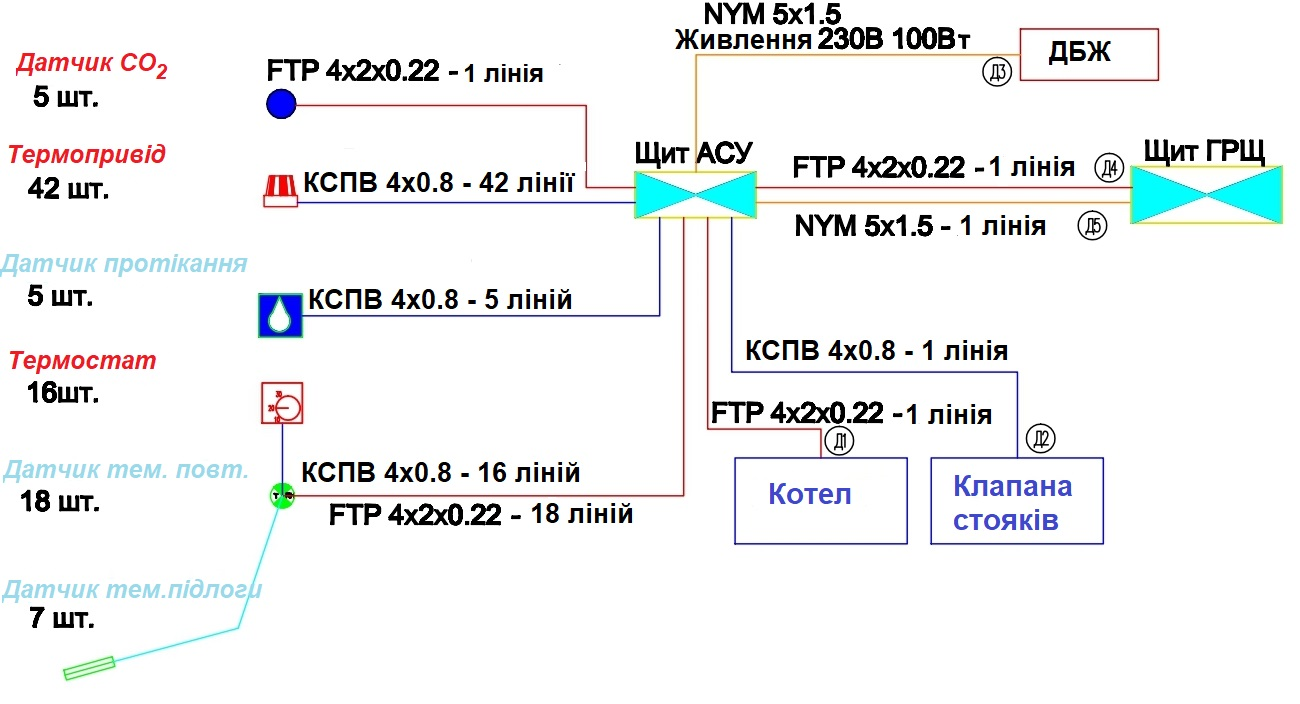 NYM 5x1.5
Живлення 230В 100Вт
ДБЖ
Д3
Датчик CO2
5 шт.
FTP 4x2x0.22 - 1 лінія
Термопривід
42 шт.
КСПВ 4x0.8 - 42 лінії
Щит АСУ
FTP 4x2x0.22 - 1 лінія
Д4
Щит ГРЩ
NYM 5x1.5 - 1 лінія
Д5
Датчик протікання
5 шт.
КСПВ 4x0.8 - 5 ліній
Термостат
16шт.
30
20
КСПВ 4x0.8 - 1 лінія
FTP 4x2x0.22 - 1 лінія
Д1
Д2
Датчик тем. повт.
18 шт.
КСПВ 4x0.8 - 16 ліній
FTP 4x2x0.22 - 18 ліній
Котел
Клапана
стояків
Датчик тем.підлоги
7 шт.